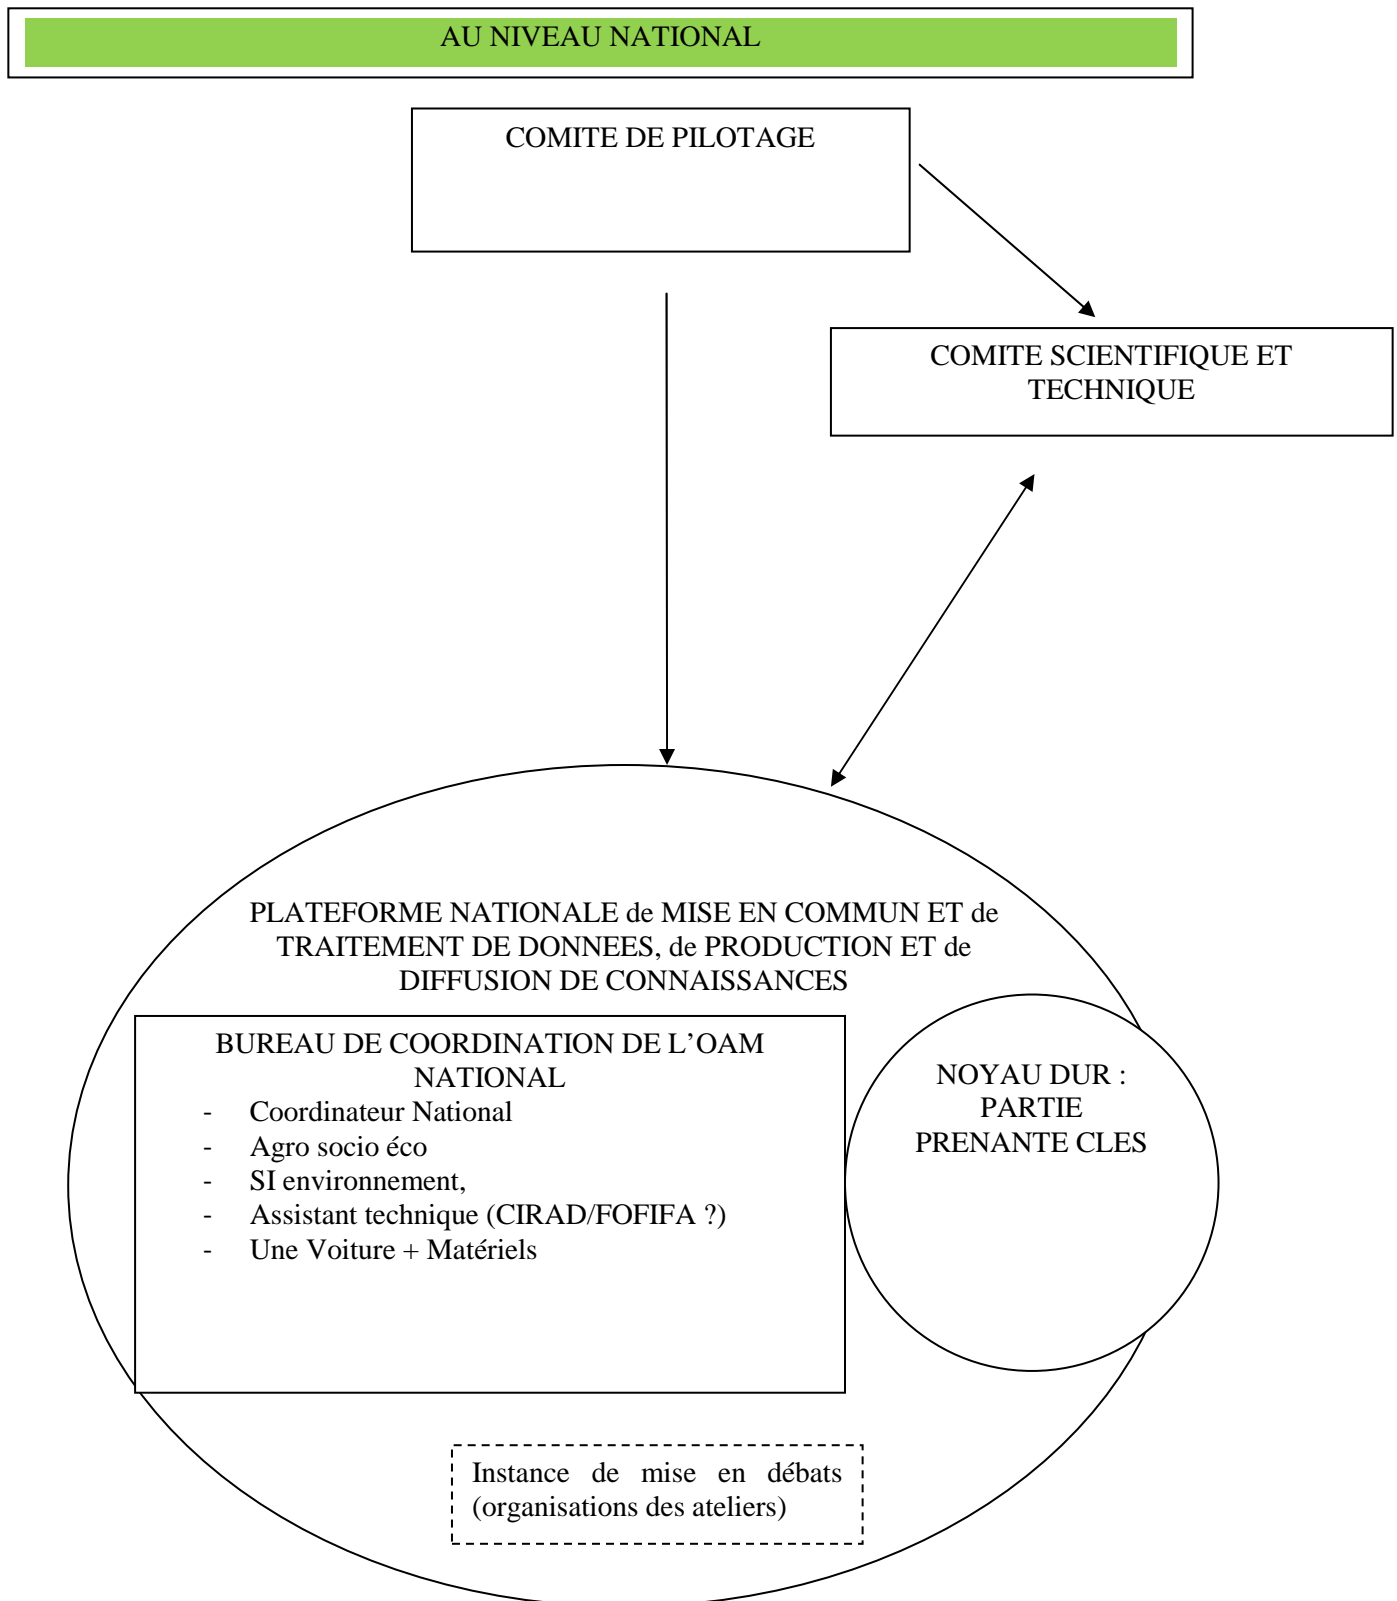 AU NIVEAU NATIONAL
COMITE DE PILOTAGE
COMITE SCIENTIFIQUE ET
TECHNIQUE
PLATEFORME NATIONALE de MISE EN COMMUN ET de
TRAITEMENT DE DONNEES, de PRODUCTION ET de
DIFFUSION DE CONNAISSANCES
BUREAU DE COORDINATION DE L’OAM
NATIONAL
- Coordinateur National
- Agro socio éco
- SI environnement,
- Assistant technique (CIRAD/FOFIFA ?)
- Une Voiture + Matériels
NOYAU DUR :
PARTIE
PRENANTE CLES
Instance de mise en débats
(organisations des ateliers)